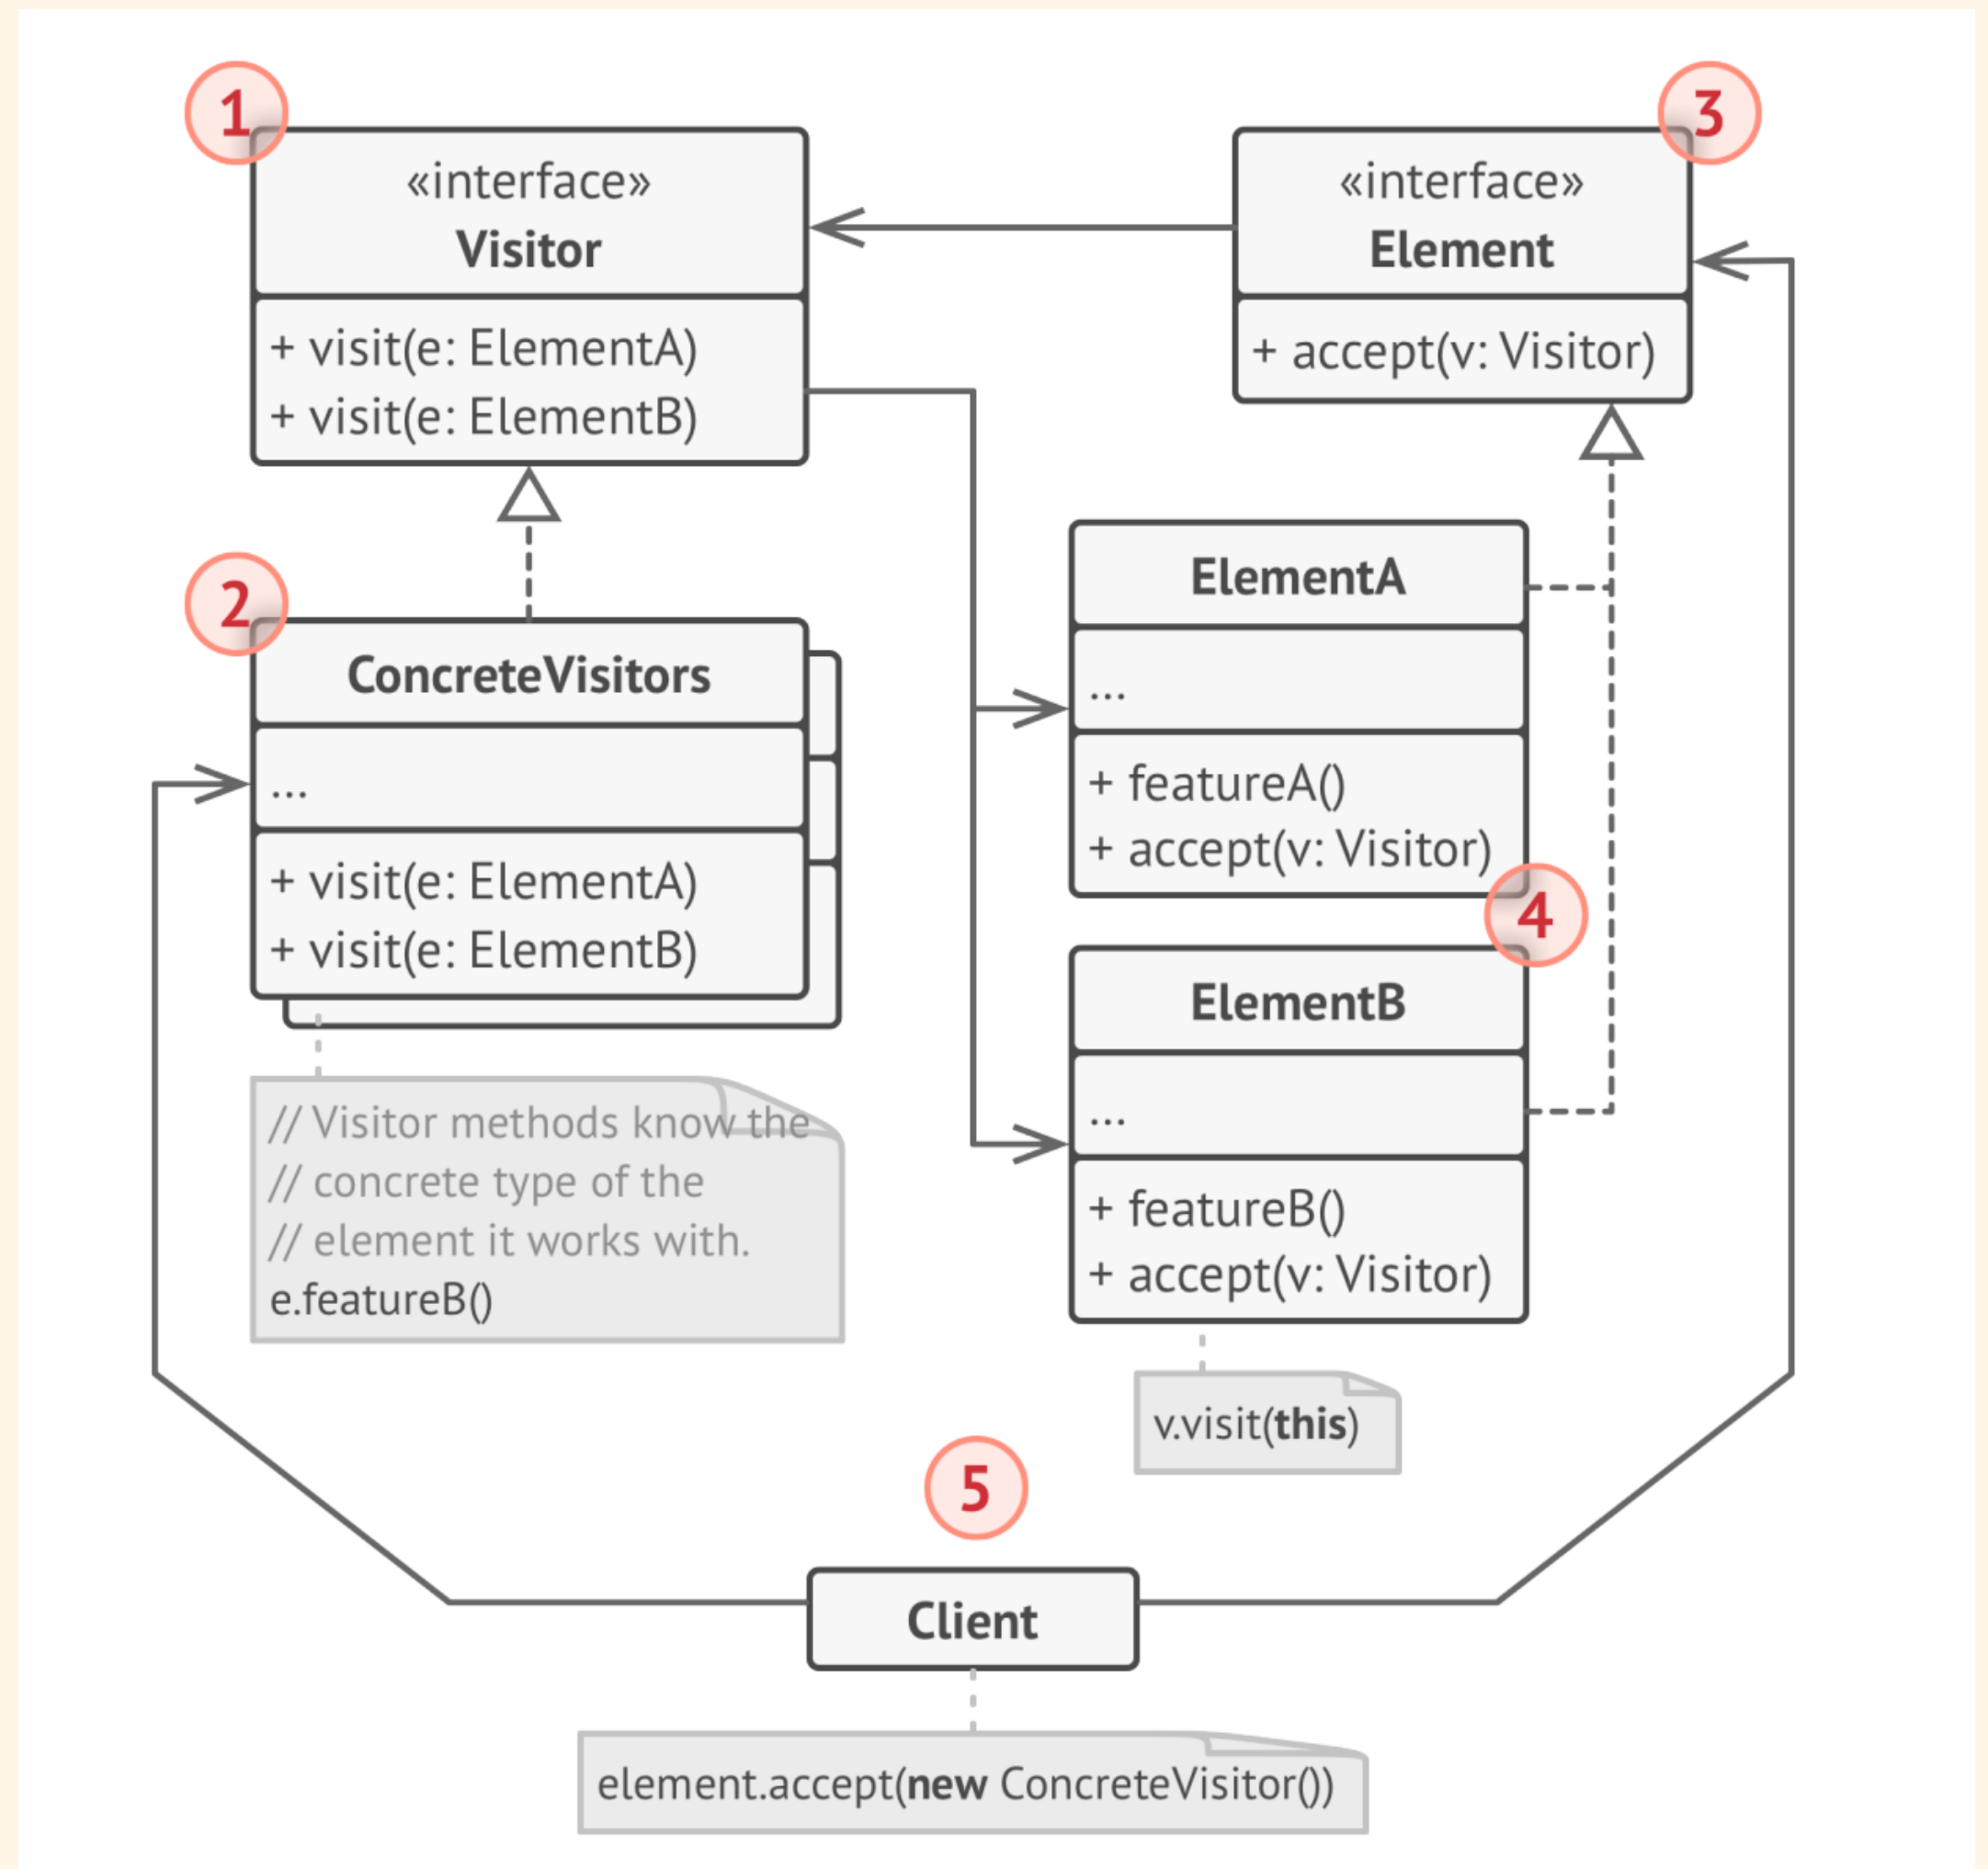 1
«interface»
Visitor
+ visit(e: ElementA)
+ visit(e: ElementB)
3
«interface»
Element
+ accept(v: Visitor)
2
ConcreteVisitors
...
+ visit(e: ElementA)
+ visit(e: ElementB)
// Visitor methods know the
// concrete type of the
// element it works with.
e.featureB()
ElementA
...
+ featureA()
+ accept(v: Visitor)
4
ElementB
...
+ featureB()
+ accept(v: Visitor)
v.visit(this)
5
Client
element.accept(new ConcreteVisitor())